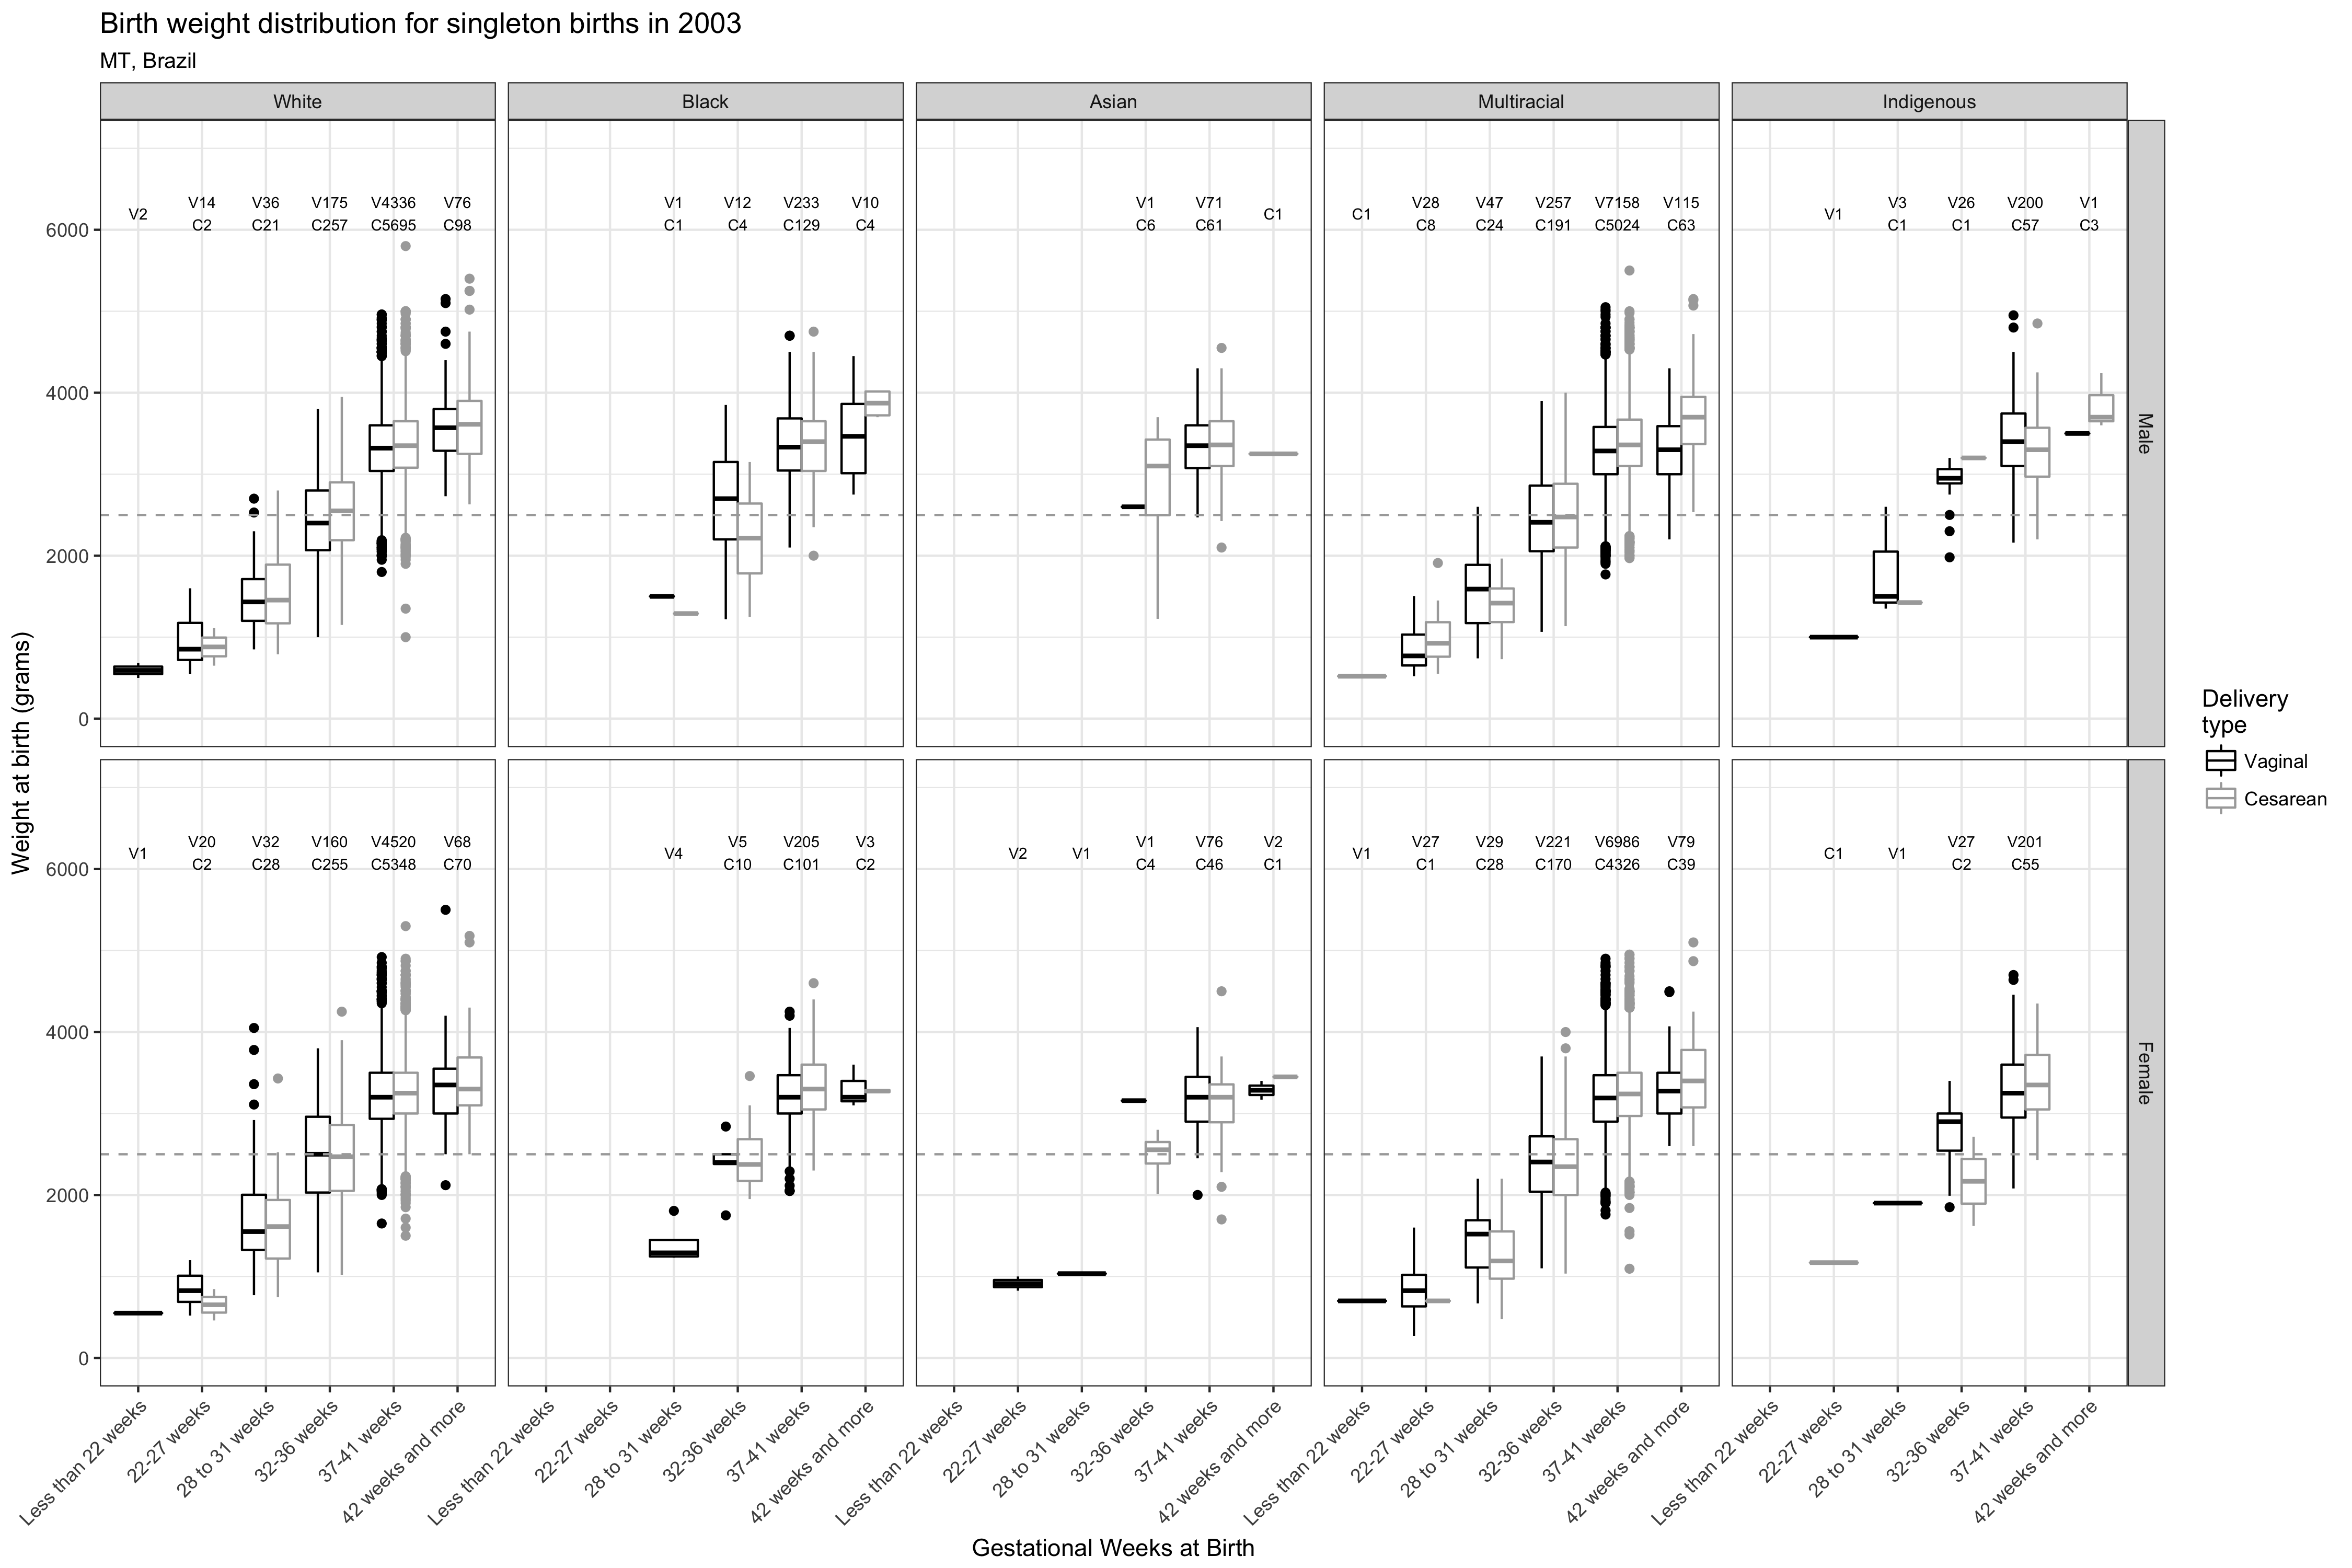 Birth weight distribution for singleton births in 2003
MT, Brazil
White Black Asian Multiracial Indigenous
V2 V14 V36 V175 V4336 V76 V1 V12 V233 V10 V1 V71 C1 C1 V28 V47 V257 V7158 V115 V1 V3 V26 V200 V1
C2 C21 C257 C5695 C98 C1 C4 C129 C4 C6 C61 C8 C24 C191 C5024 C63 C1 C1 C57 C3
6000
4000
2000
0
Male
V1 V20 V32 V160 V4520 V68 V4 V5 V205 V3 V2 V1 V1 V76 V2 V1 V27 V29 V221 V6986 V79 C1 V1 V27 V201
C2 C28 C255 C5348 C70 C10 C101 C2 C4 C46 C1 C1 C28 C170 C4326 C39 C2 C55
6000
4000
2000
0
Female
Weight at birth (grams)
Less than 22 weeks 22-27 weeks 28 to 31 weeks 32-36 weeks 37-41 weeks 42 weeks and more
Less than 22 weeks 22-27 weeks 28 to 31 weeks 32-36 weeks 37-41 weeks 42 weeks and more
Less than 22 weeks 22-27 weeks 28 to 31 weeks 32-36 weeks 37-41 weeks 42 weeks and more
Less than 22 weeks 22-27 weeks 28 to 31 weeks 32-36 weeks 37-41 weeks 42 weeks and more
Less than 22 weeks 22-27 weeks 28 to 31 weeks 32-36 weeks 37-41 weeks 42 weeks and more
Gestational Weeks at Birth
Delivery
type
Vaginal
Cesarean